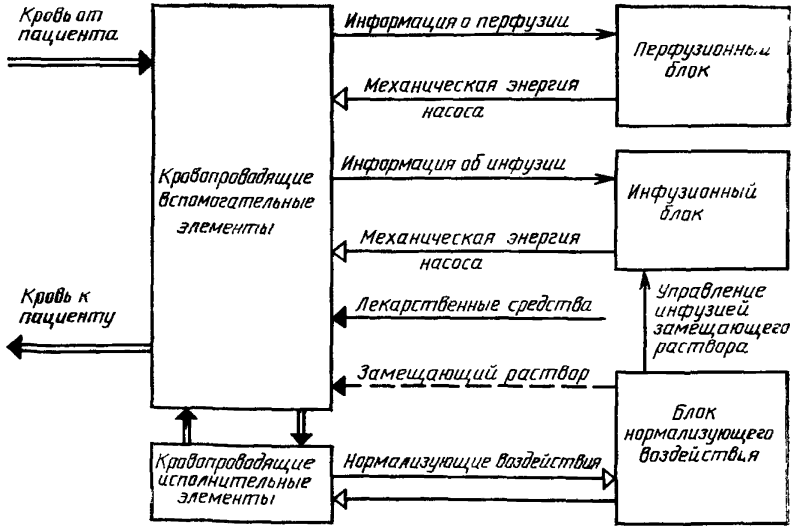 Кровь от
пациента
Информация о перфузии
Перфузионный
блок
Механическая энергия
насоса
Кровопроводящие
вспомогательные
элементы
Информация об инфузии
Инфузионный
блок
Механическая энергия
насоса
Кровь к
пациенту
Лекарственные средства
Управление
инфузией
замещающего
раствора
Замещающий раствор
Блок
нормализующего
воздействия
Кровопроводящие
исполнительные
элементы
Нормализующие воздействия